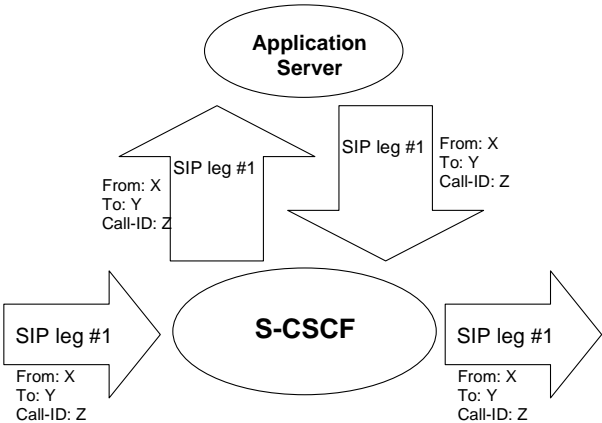 Application
Server
SIP leg #1
From: X
To: Y
Call-ID: Z
SIP leg #1
From: X
To: Y
Call-ID: Z
SIP leg #1
From: X
To: Y
Call-ID: Z
S-CSCF
SIP leg #1
From: X
To: Y
Call-ID: Z